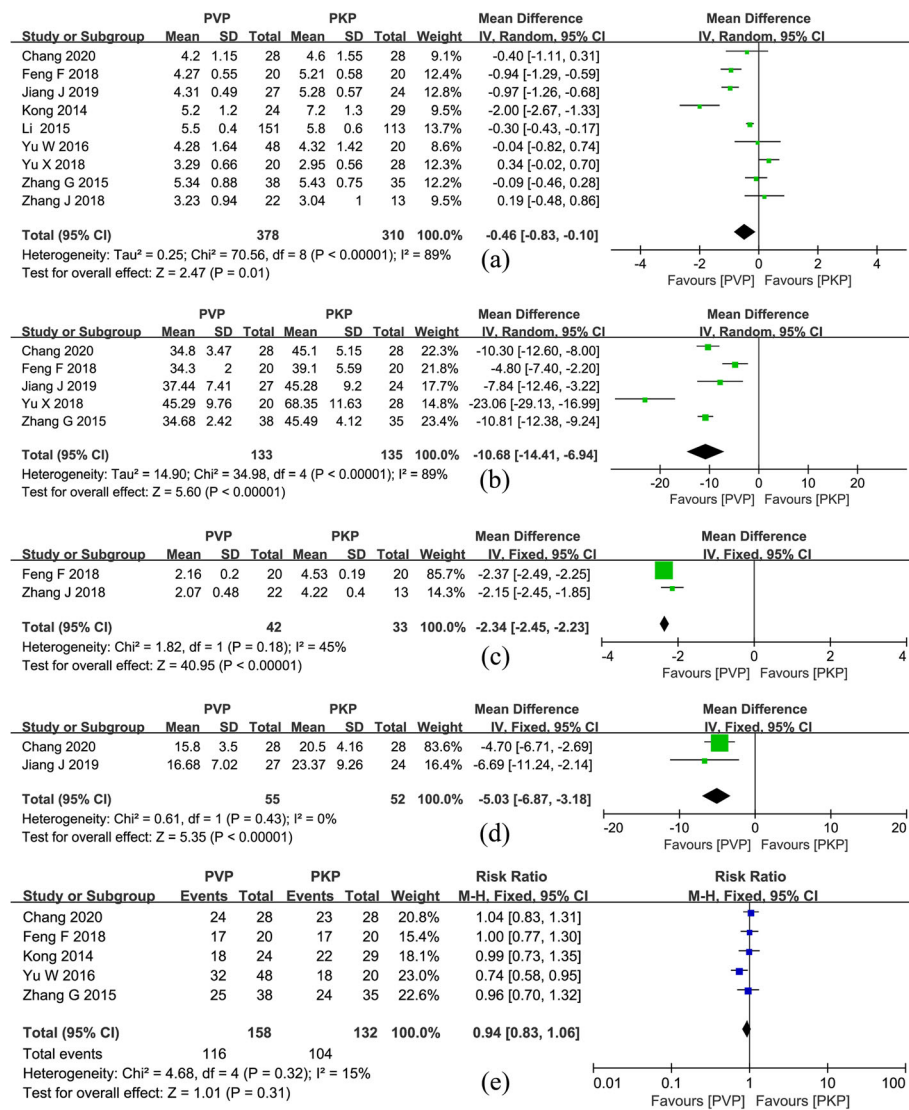 PVP PKP Mean Difference Mean Difference
Study or Subgroup Mean SD Total Mean SD Total Weight IV, Random, 95% CI IV, Random, 95% CI
Chang 2020 4.2 1.15 28 4.6 1.55 28 9.1% -0.40 [-1.11, 0.31]
Feng F 2018 4.27 0.55 20 5.21 0.58 20 12.4% -0.94 [-1.29, -0.59]
Jiang J 2019 4.31 0.49 27 5.28 0.57 24 12.8% -0.97 [-1.26, -0.68]
Kong 2014 5.2 1.2 24 7.2 1.3 29 9.5% -2.00 [-2.67, -1.33]
Li 2015 5.5 0.4 151 5.8 0.6 113 13.7% -0.30 [-0.43, -0.17]
Yu W 2016 4.28 1.64 48 4.32 1.42 20 8.6% -0.04 [-0.82, 0.74]
Yu X 2018 3.29 0.66 20 2.95 0.56 28 12.3% 0.34 [-0.02, 0.70]
Zhang G 2015 5.34 0.88 38 5.43 0.75 35 12.2% -0.09 [-0.46, 0.28]
Zhang J 2018 3.23 0.94 22 3.04 1 13 9.5% 0.19 [-0.48, 0.86]
Total (95% CI) 378 310 100.0% -0.46 [-0.83, -0.10]
Heterogeneity: Tau² = 0.25; Chi² = 70.56, df = 8 (P < 0.00001); I² = 89%
Test for overall effect: Z = 2.47 (P = 0.01)
(a)
-4 -2 0 2 4
Favours [PVP] Favours [PKP]
PVP PKP Mean Difference Mean Difference
Study or Subgroup Mean SD Total Mean SD Total Weight IV, Random, 95% CI IV, Random, 95% CI
Chang 2020 34.8 3.47 28 45.1 5.15 28 22.3% -10.30 [-12.60, -8.00]
Feng F 2018 34.3 2 20 39.1 5.59 20 21.8% -4.80 [-7.40, -2.20]
Jiang J 2019 37.44 7.41 27 45.28 9.2 24 17.7% -7.84 [-12.46, -3.22]
Yu X 2018 45.29 9.76 20 68.35 11.63 28 14.8% -23.06 [-29.13, -16.99]
Zhang G 2015 34.68 2.42 38 45.49 4.12 35 23.4% -10.81 [-12.38, -9.24]
Total (95% CI) 133 135 100.0% -10.68 [-14.41, -6.94]
Heterogeneity: Tau² = 14.90; Chi² = 34.98, df = 4 (P < 0.00001); I² = 89%
Test for overall effect: Z = 5.60 (P < 0.00001)
(b)
-20 -10 0 10 20
Favours [PVP] Favours [PKP]
PVP PKP Mean Difference Mean Difference
Study or Subgroup Mean SD Total Mean SD Total Weight IV, Fixed, 95% CI IV, Fixed, 95% CI
Feng F 2018 2.16 0.2 20 4.53 0.19 20 85.7% -2.37 [-2.49, -2.25]
Zhang J 2018 2.07 0.48 22 4.22 0.4 13 14.3% -2.15 [-2.45, -1.85]
Total (95% CI) 42 33 100.0% -2.34 [-2.45, -2.23]
Heterogeneity: Chi² = 1.82, df = 1 (P = 0.18); I² = 45%
Test for overall effect: Z = 40.95 (P < 0.00001)
(c)
-4 -2 0 2 4
Favours [PVP] Favours [PKP]
PVP PKP Mean Difference Mean Difference
Study or Subgroup Mean SD Total Mean SD Total Weight IV, Fixed, 95% CI IV, Fixed, 95% CI
Chang 2020 15.8 3.5 28 20.5 4.16 28 83.6% -4.70 [-6.71, -2.69]
Jiang J 2019 16.68 7.02 27 23.37 9.26 24 16.4% -6.69 [-11.24, -2.14]
Total (95% CI) 55 52 100.0% -5.03 [-6.87, -3.18]
Heterogeneity: Chi² = 0.61, df = 1 (P = 0.43); I² = 0%
Test for overall effect: Z = 5.35 (P < 0.00001)
(d)
-20 -10 0 10 20
Favours [PVP] Favours [PKP]
PVP PKP Risk Ratio Risk Ratio
Study or Subgroup Events Total Events Total Weight M-H, Fixed, 95% CI M-H, Fixed, 95% CI
Chang 2020 24 28 23 28 20.8% 1.04 [0.83, 1.31]
Feng F 2018 17 20 17 20 15.4% 1.00 [0.77, 1.30]
Kong 2014 18 24 22 29 18.1% 0.99 [0.73, 1.35]
Yu W 2016 32 48 18 20 23.0% 0.74 [0.58, 0.95]
Zhang G 2015 25 38 24 35 22.6% 0.96 [0.70, 1.32]
Total (95% CI) 158 132 100.0% 0.94 [0.83, 1.06]
Total events 116 104
Heterogeneity: Chi² = 4.68, df = 4 (P = 0.32); I² = 15%
Test for overall effect: Z = 1.01 (P = 0.31)
(e)
0.01 0.1 1 10 100
Favours [PVP] Favours [PKP]